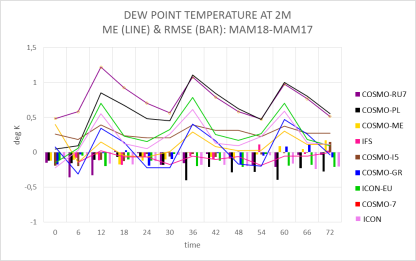 DEW POINT TEMPERATURE AT 2M
ME (LINE) & RMSE (BAR): MAM18-MAM17
1,5
1
0,5
0
-0,5
-1
deg K
0 6 12 18 24 30 36 42 48 54 60 66 72
time
COSMO-RU7
COSMO-PL
COSMO-ME
IFS
COSMO-I5
COSMO-GR
ICON-EU
COSMO-7
ICON